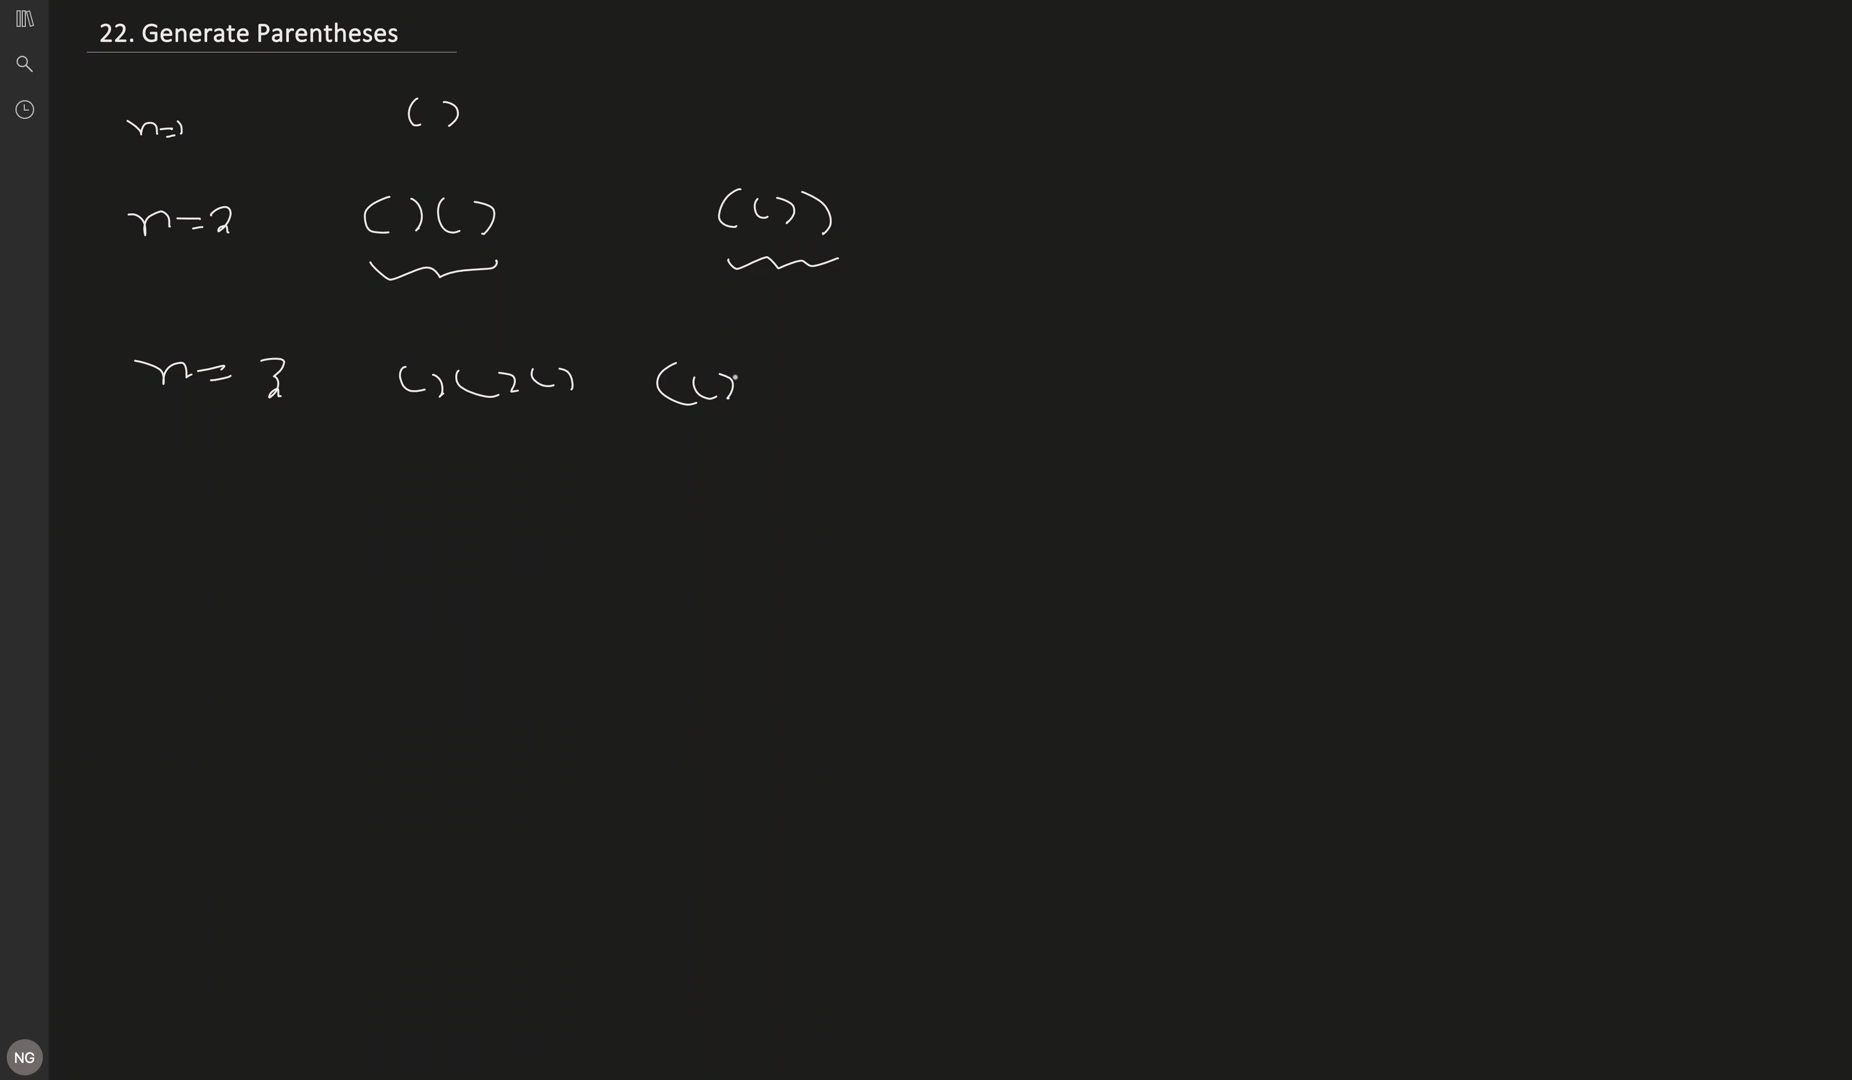 22. Generate Parentheses
n=1 ( )
n=2 ( ) ( ) ( ( ) )
n= 3 ( ) ( ) ( ) ( ( )
NG